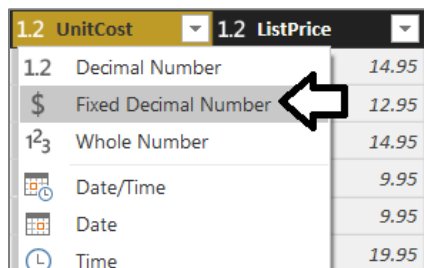 1.2 UnitCost 1.2 ListPrice
1.2 Decimal Number 14.95
$ Fixed Decimal Number 12.95
1²3 Whole Number 14.95
Date/Time 9.95
Date 9.95
Time 19.95